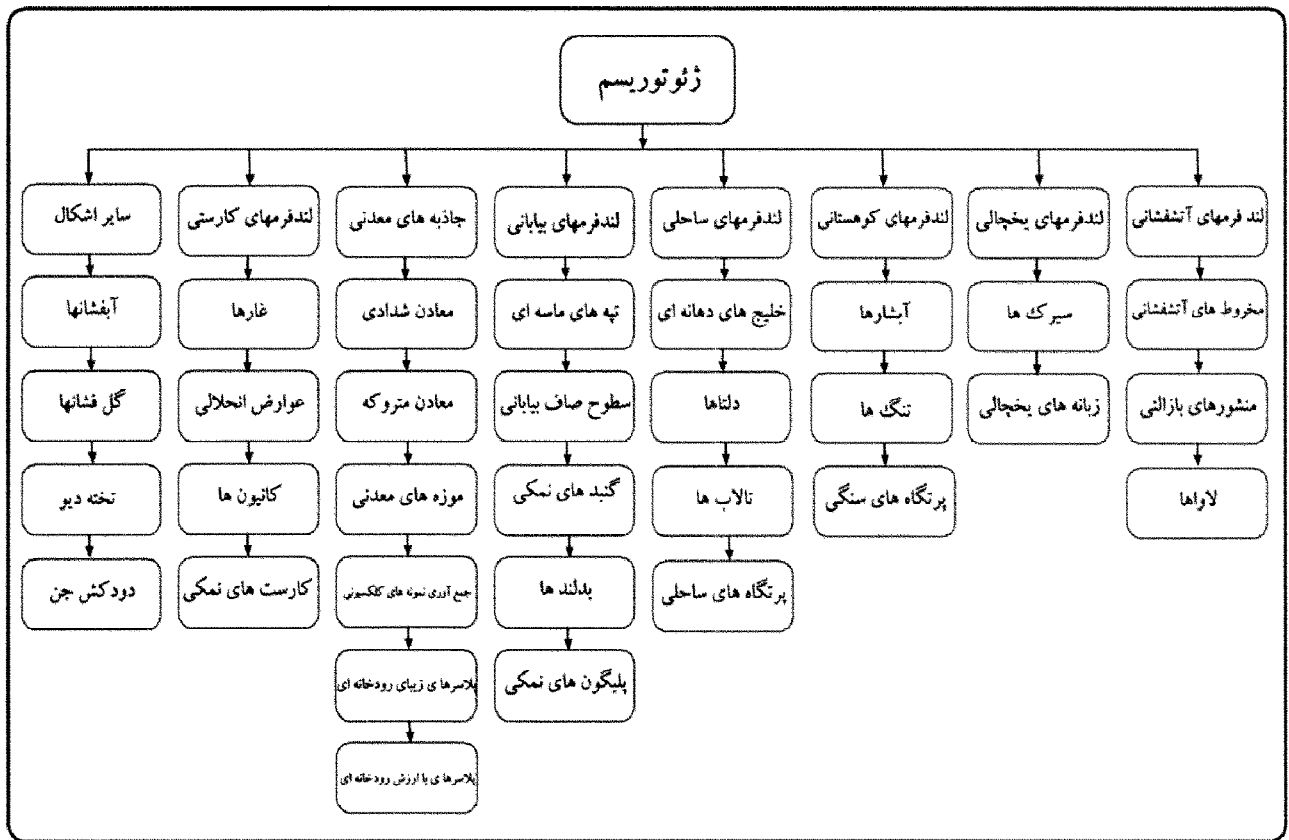 ژئوتوریسم
لند فرمهای آتشفشانی
مخروط های آتشفشانی
منشورهای بازالتی
لاواها
لندفرمهای یخچالی
سیرک ها
زبانه های یخچالی
لندفرمهای کوهستانی
آبشارها
تنگ ها
پرتگاه های سنگی
لندفرمهای ساحلی
خلیج های دهانه ای
دلتاها
تالاب ها
پرتگاه های ساحلی
لندفرمهای بیابانی
تپه های ماسه ای
سطوح صاف بیابانی
گنبد های نمکی
بدلند ها
پلیگون های نمکی
جاذبه های معدنی
معادن شدادی
معادن متروکه
موزه های معدنی
جمع آوری نمونه های کلکسیونی
پلاسرها ی زیبای رودخانه ای
پلاسرها ی با ارزش رودخانه ای
لندفرمهای کارستی
غارها
عوارض انحلالی
کانیون ها
کارست های نمکی
سایر اشکال
آبفشانها
گل فشانها
تخته دیو
دودکش جن